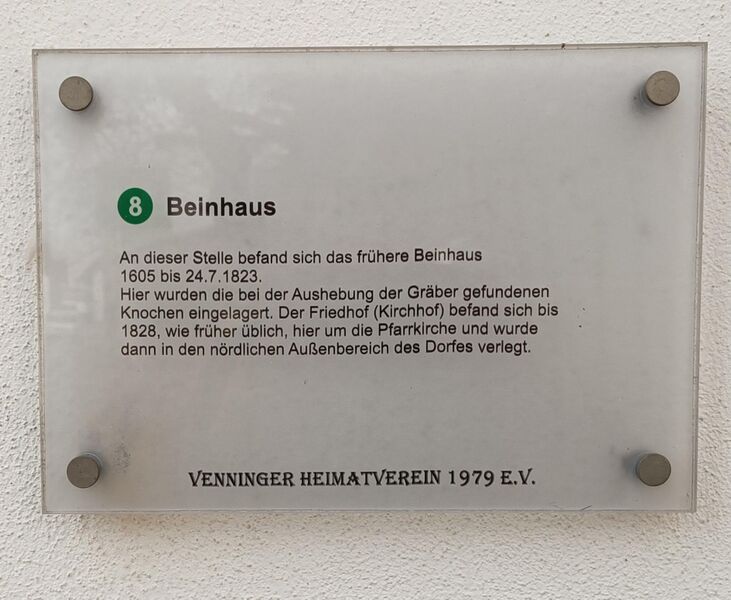 8 Beinhaus
An dieser Stelle befand sich das frühere Beinhaus
1605 bis 24.7.1823.
Hier wurden die bei der Aushebung der Gräber gefundenen
Knochen eingelagert. Der Friedhof (Kirchhof) befand sich bis
1828, wie früher üblich, hier um die Pfarrkirche und wurde
dann in den nördlichen Außenbereich des Dorfes verlegt.
VENNINGER HEIMATVEREIN 1979 E.V.